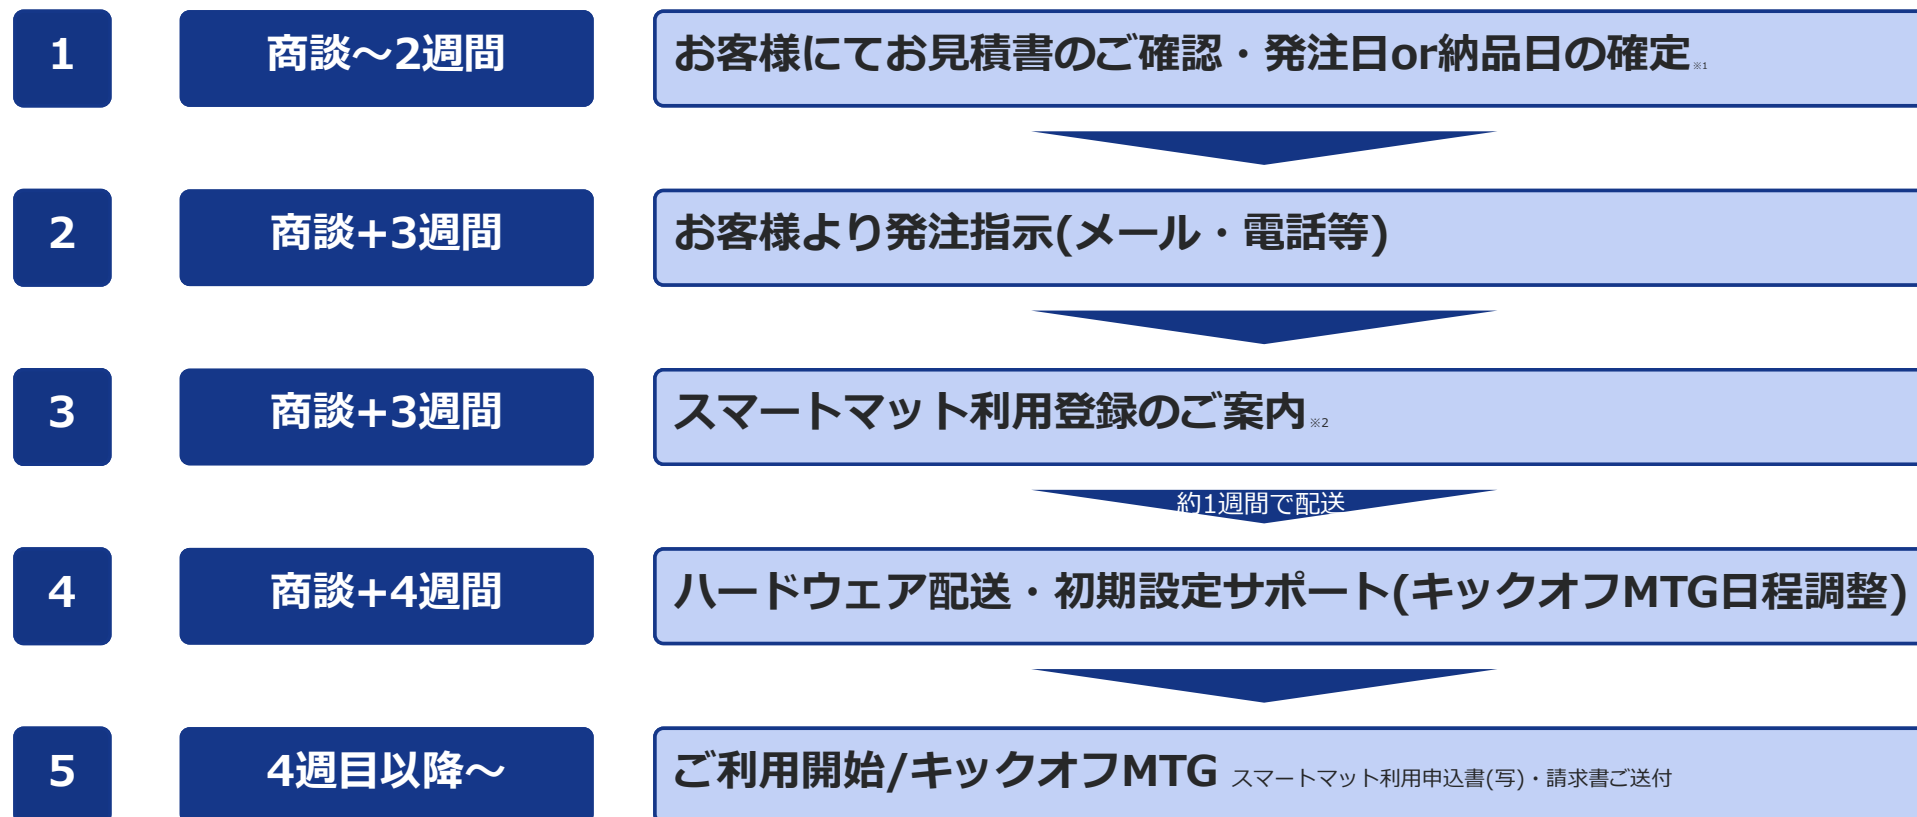 1
商談～2週間
お客様にてお見積書のご確認・発注日or納品日の確定※1
2
商談+3週間
お客様より発注指示(メール・電話等)
3
商談+3週間
スマートマット利用登録のご案内※2
約1週間で配送
4
商談+4週間
ハードウェア配送・初期設定サポート(キックオフMTG日程調整)
5
4週目以降～
ご利用開始/キックオフMTG スマートマット利用申込書(写)・請求書ご送付